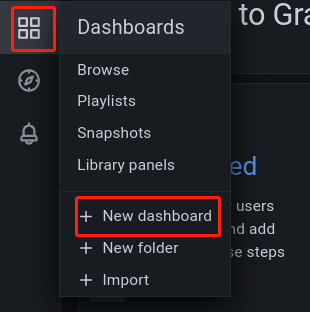 to Gra
Dashboards
Browse
Playlists
Snapshots
Library panels
ed
+ New dashboard
users
nd add
+ New folder
se steps
+ Import